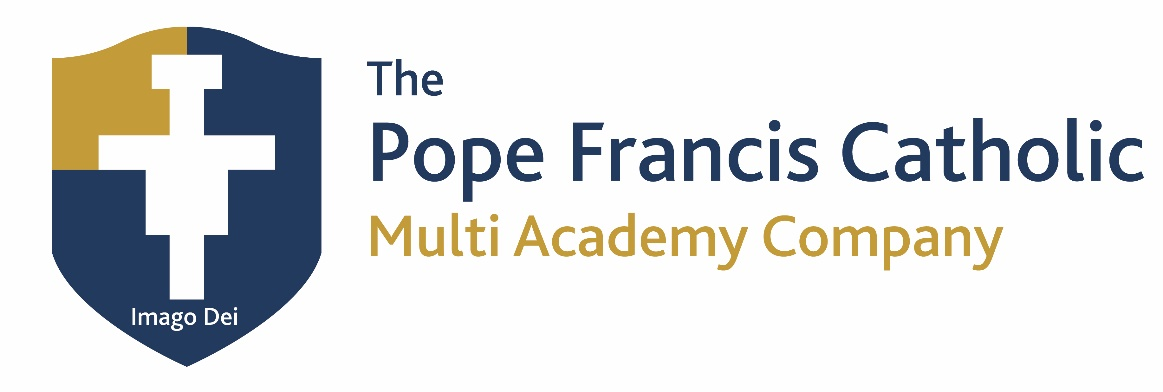 The
Pope Francis Catholic
Multi Academy Company
Imago Dei